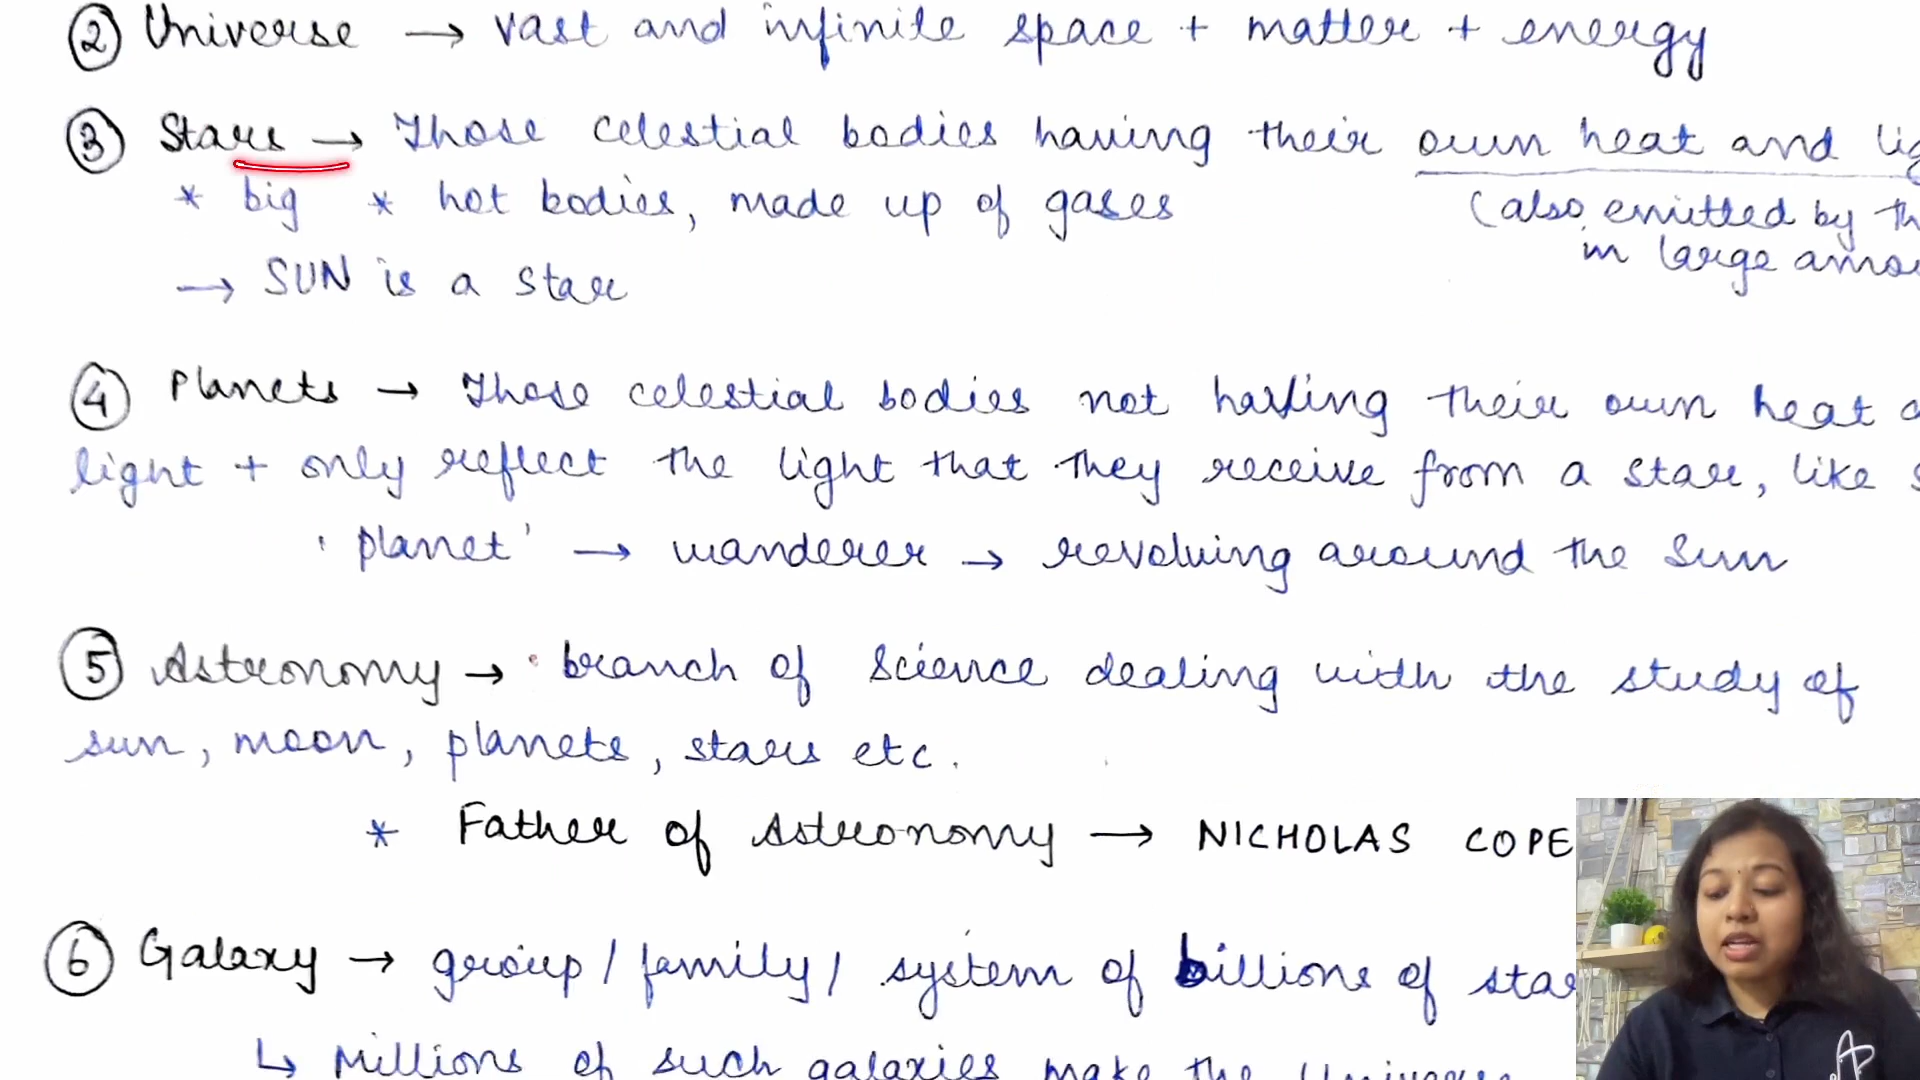 ② Universe → vast and infinite space + matter + energy
③ Stars → Those celestial bodies having their own heat and
* big * hot bodies, made up of gases
(also emitted by
in large
→ SUN is a star
④ Planets → Those celestial bodies not having their own heat
light + only reflect the light that they receive from a star, like
'planet' → wanderer → revolving around the Sun
⑤ Astronomy → branch of science dealing with the study of
sun, moon, planets, stars etc.
* Father of Astronomy → NICHOLAS COPE
⑥ Galaxy → group / family / system of billions of
↳ Millions of such galaxies make the Universe